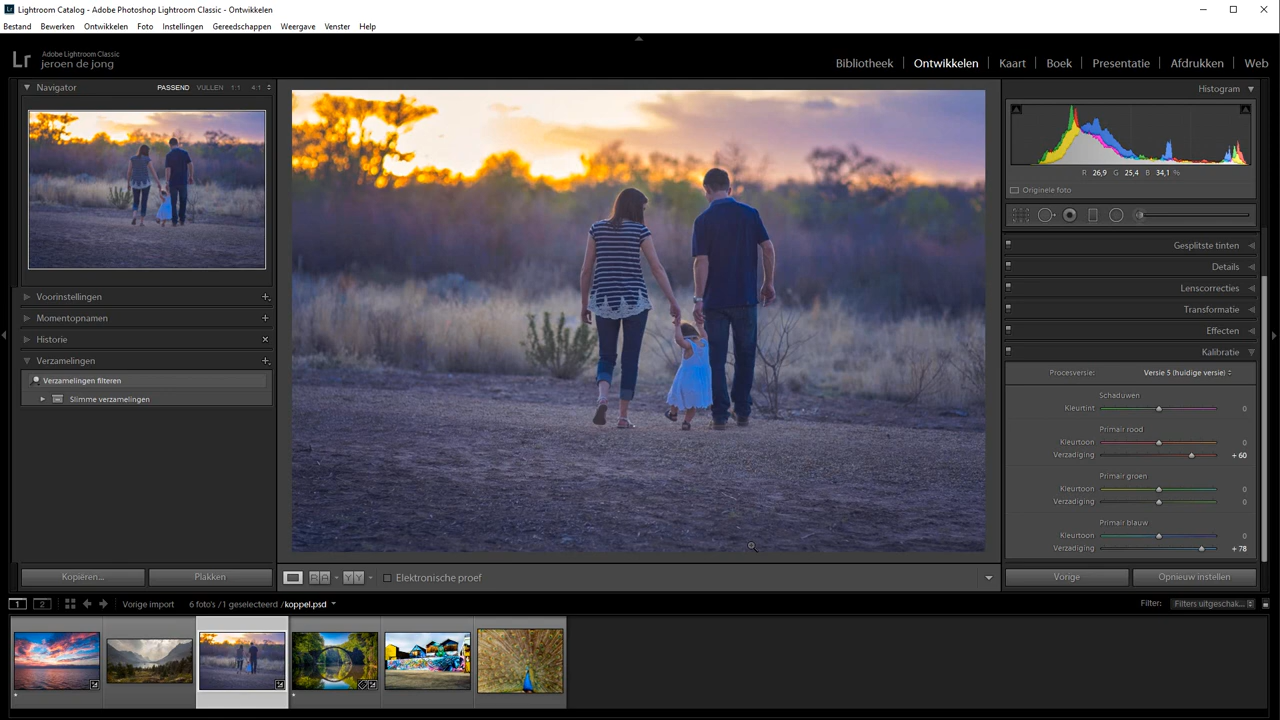 Lightroom Catalog - Adobe Photoshop Lightroom Classic - Ontwikkelen
Bestand Bewerken Ontwikkelen Foto Instellingen Gereedschappen Weergave Venster Help
Lr Adobe Lightroom Classic
jeroen de jong
Bibliotheek Ontwikkelen Kaart Boek Presentatie Afdrukken Web
Navigator PASSEND VULLEN 1:1 4:1
Voorinstellingen
Momentopnamen
Historie
Verzamelingen
Verzamelingen filteren
Slimme verzamelingen
Kopiëren... Plakken
Histogram
R 26,9 G 25,4 B 34,1 %
Originele foto
Gesplitste tinten
Details
Lenscorrecties
Transformatie
Effecten
Kalibratie
Procesversie: Versie 5 (huidige versie)
Schaduwen
Kleurtint 0
Primair rood
Kleurtoon 0
Verzadiging + 60
Primair groen
Kleurtoon 0
Verzadiging 0
Primair blauw
Kleurtoon 0
Verzadiging + 78
Vorige Opnieuw instellen
Elektronische proef
1 2 Vorige import 6 foto's /1 geselecteerd /koppel.psd Filter: Filters uitgeschak...